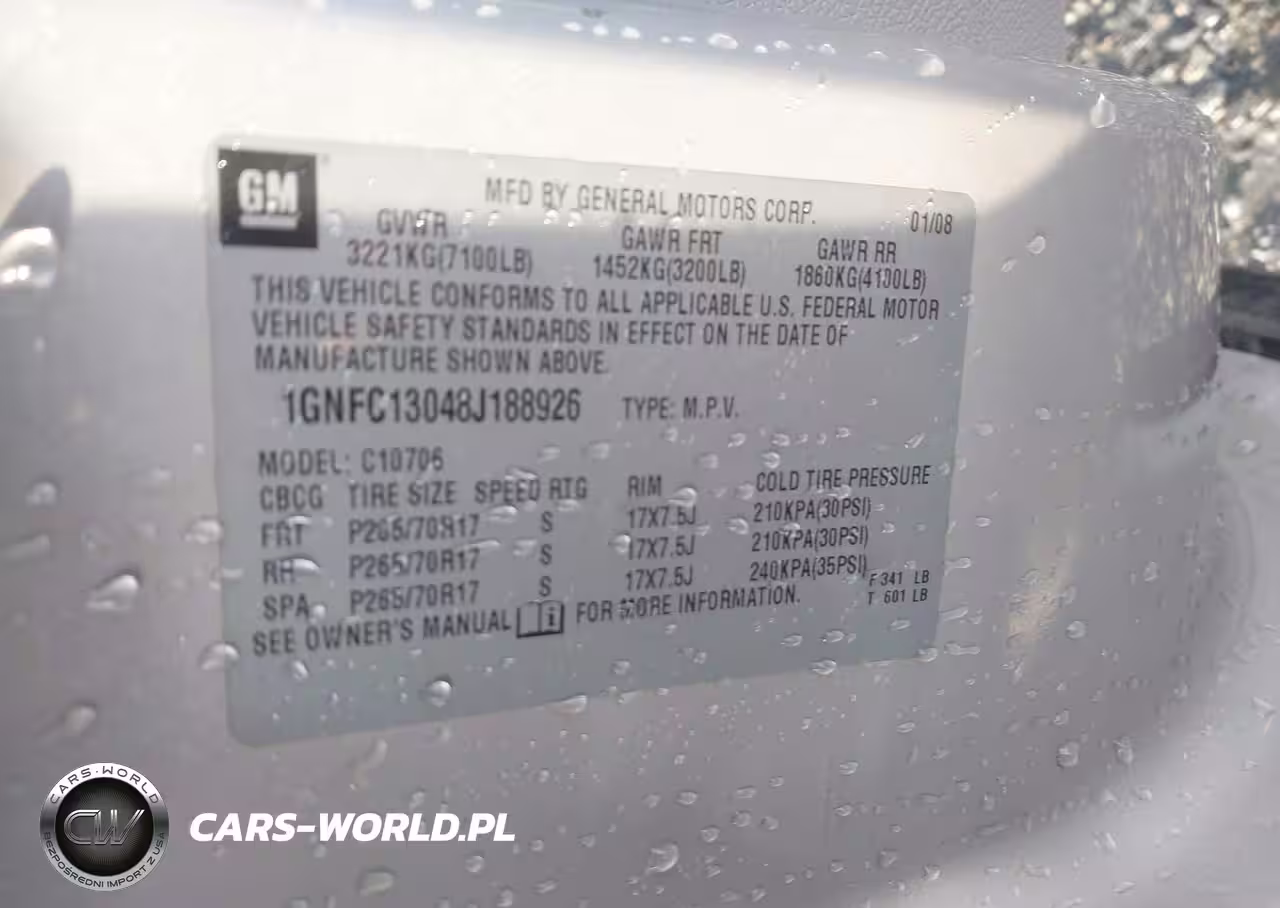 GM
MFD BY GENERAL MOTORS CORP.
01/08
GVWR GAWR FRT GAWR RR
3221KG(7100LB) 1452KG(3200LB) 1860KG(4100LB)
THIS VEHICLE CONFORMS TO ALL APPLICABLE U.S. FEDERAL MOTOR
VEHICLE SAFETY STANDARDS IN EFFECT ON THE DATE OF
MANUFACTURE SHOWN ABOVE.
1GNFC13048J188926 TYPE: M.P.V.
MODEL: C10706
CBCG TIRE SIZE SPEED RTG RIM COLD TIRE PRESSURE
FRT P265/70R17 S 17X7.5J 210KPA(30PSI)
RR P265/70R17 S 17X7.5J 210KPA(30PSI)
SPA P265/70R17 S 17X7.5J 240KPA(35PSI)
SEE OWNER'S MANUAL FOR MORE INFORMATION.
F 341 LB
T 601 LB
CARS-WORLD
CW
BEZPOŚREDNI IMPORT Z USA
CARS-WORLD.PL